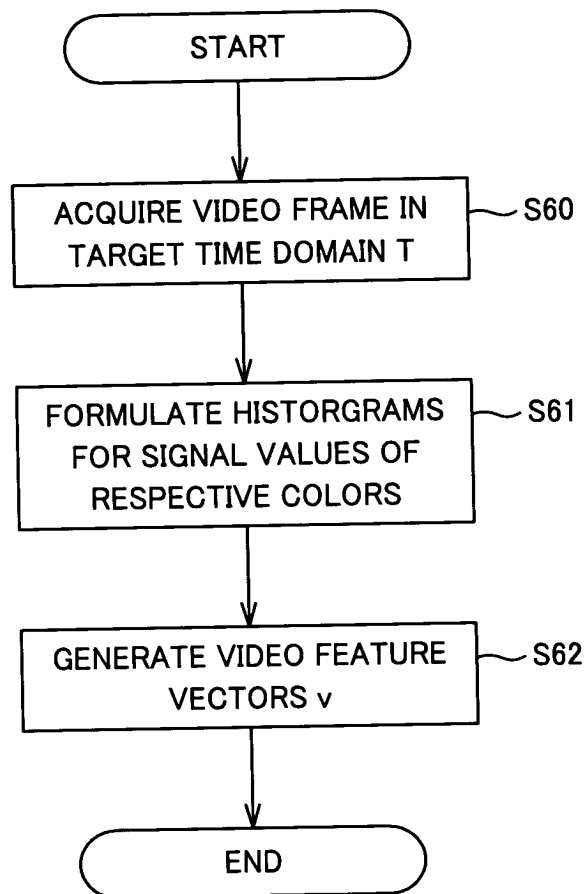 START
ACQUIRE VIDEO FRAME IN
TARGET TIME DOMAIN T
S60
FORMULATE HISTORGRAMS
FOR SIGNAL VALUES OF
RESPECTIVE COLORS
S61
GENERATE VIDEO FEATURE
VECTORS v
S62
END